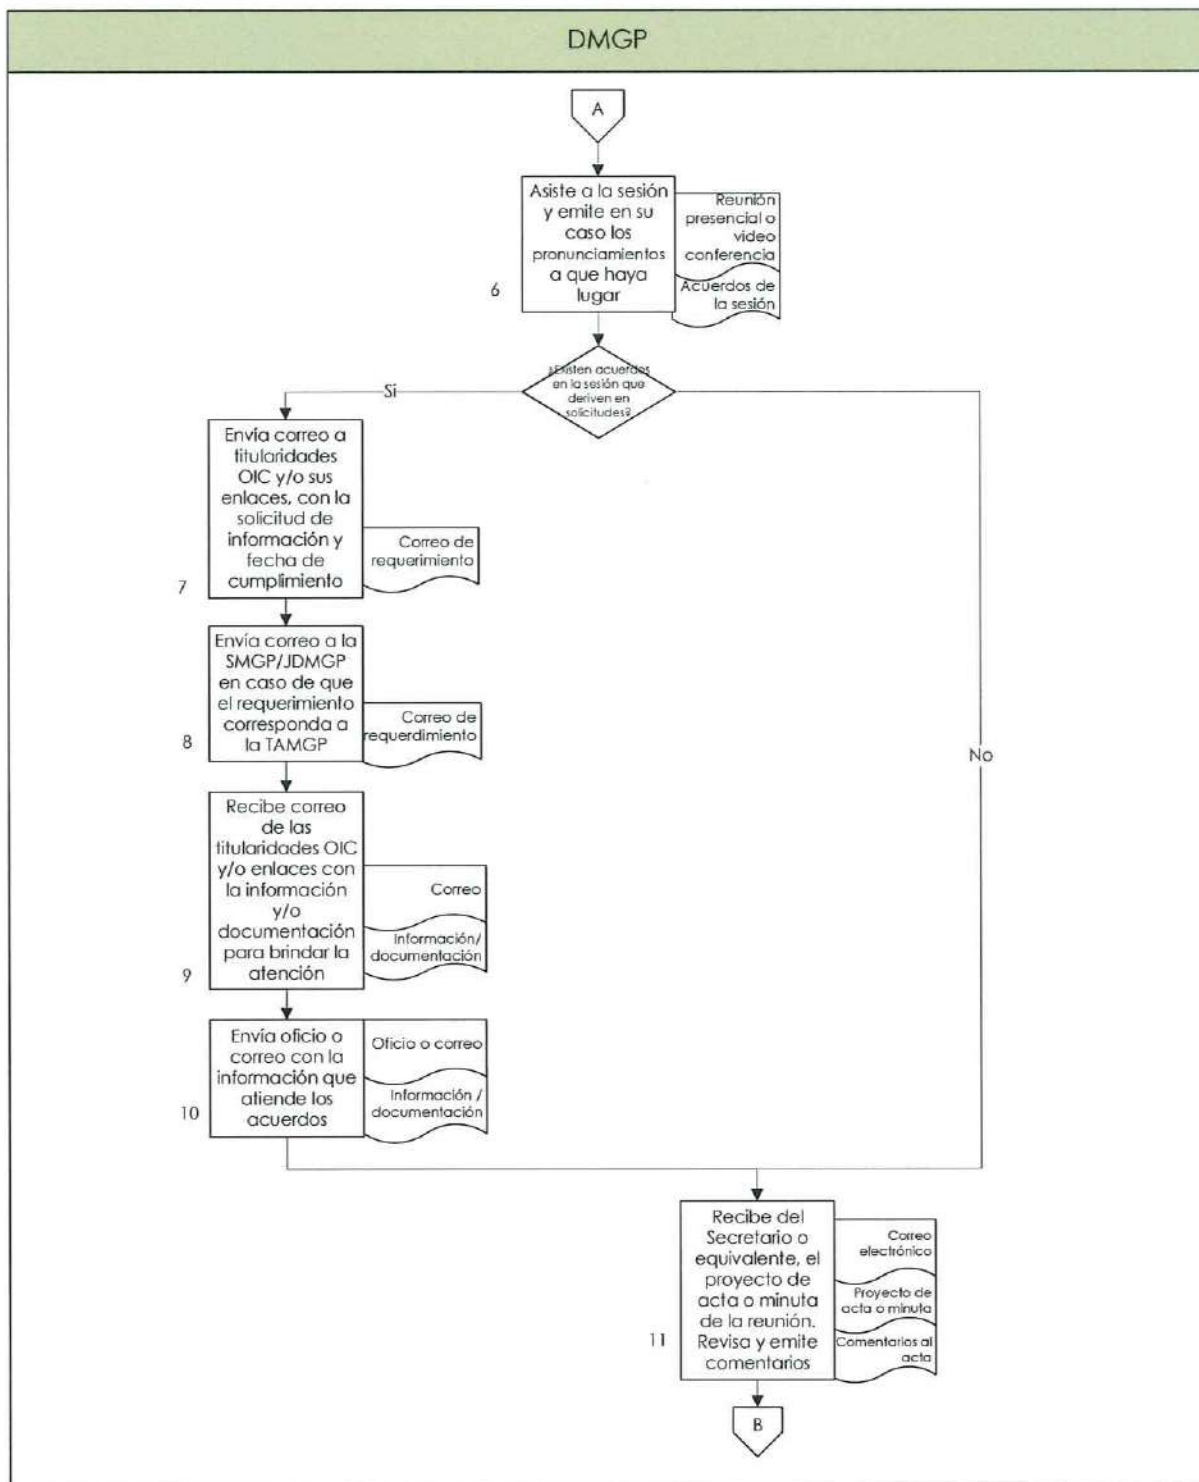 DMGP
A
Asiste a la sesión
y emite en su
caso los
pronunciamientos
a que haya
lugar
6
Reunión
presencial o
video
conferencia
Acuerdos de
la sesión
¿Existen acuerdos
en la sesión que
deriven en
solicitudes?
Si
No
Envía correo a
titularidades
OIC y/o sus
enlaces, con la
solicitud de
información y
fecha de
cumplimiento
7
Correo de
requerimiento
Envía correo a la
SMGP/JDMGP
en caso de que
el requerimiento
corresponda a
la TAMGP
8
Correo de
requerdimiento
Recibe correo
de las
titularidades OIC
y/o enlaces con
la información
y/o
documentación
para brindar la
atención
9
Correo
Información/
documentación
Envía oficio o
correo con la
información que
atiende los
acuerdos
10
Oficio o correo
Información /
documentación
Recibe del
Secretario o
equivalente, el
proyecto de
acta o minuta
de la reunión.
Revisa y emite
comentarios
11
Correo
electrónico
Proyecto de
acta o minuta
Comentarios al
acta
B